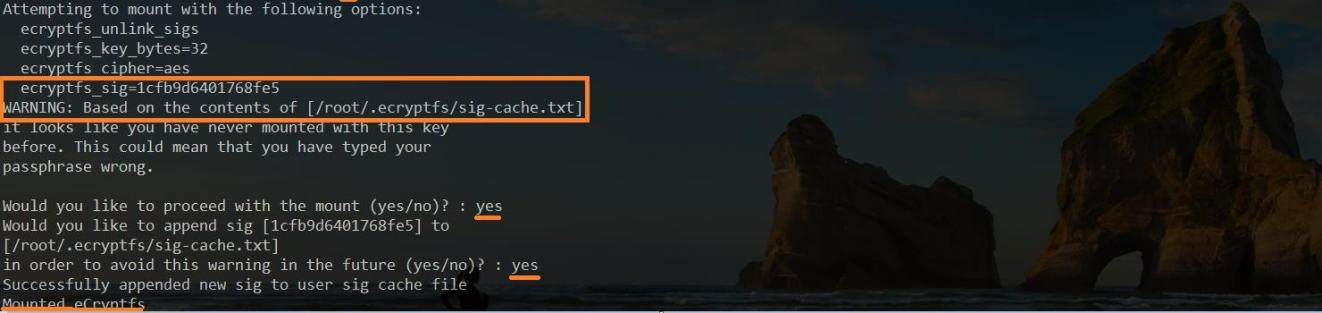 Attempting to mount with the following options:
ecryptfs_unlink_sigs
ecryptfs_key_bytes=32
ecryptfs_cipher=aes
ecryptfs_sig=1cfb9d6401768fe5
WARNING: Based on the contents of [/root/.ecryptfs/sig-cache.txt]
it looks like you have never mounted with this key
before. This could mean that you have typed your
passphrase wrong.
Would you like to proceed with the mount (yes/no)? : yes
Would you like to append sig [1cfb9d6401768fe5] to
[/root/.ecryptfs/sig-cache.txt]
in order to avoid this warning in the future (yes/no)? : yes
Successfully appended new sig to user sig cache file
Mounted eCryptfs